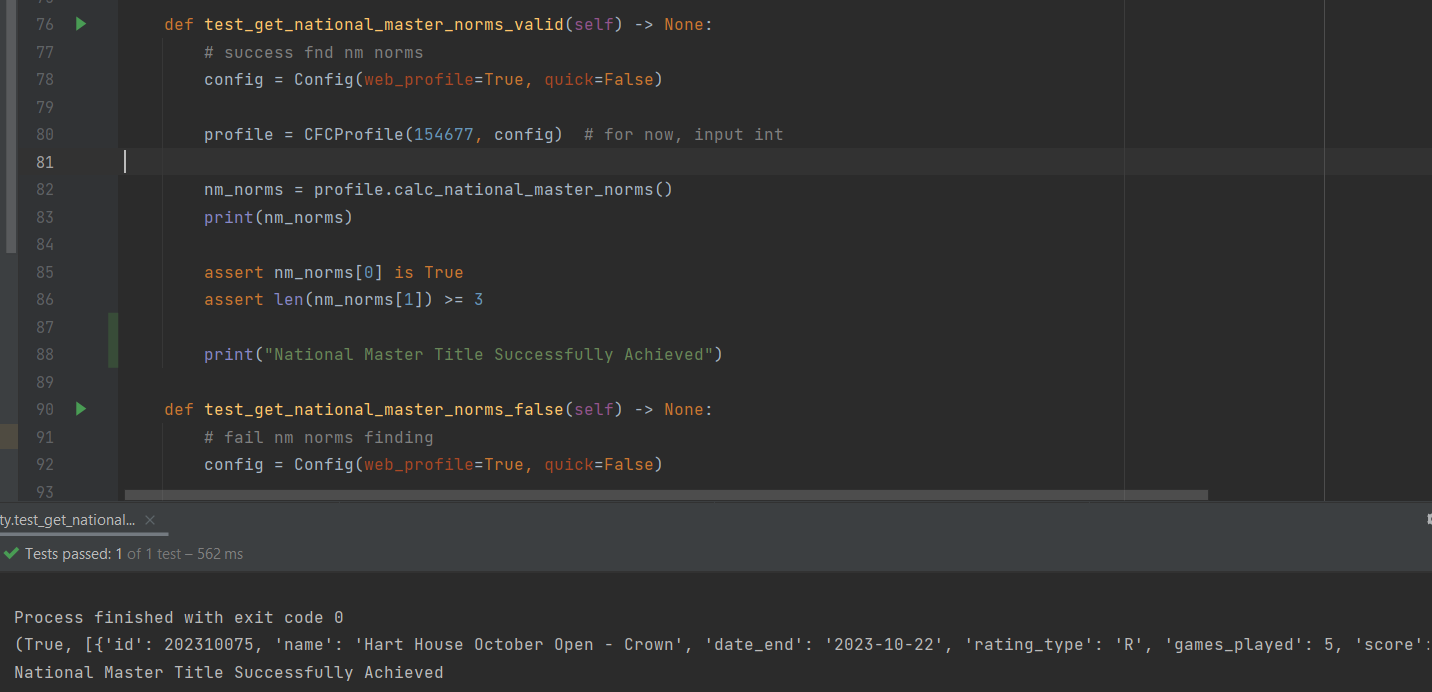 76 def test_get_national_master_norms_valid(self) -> None:
77 # success fnd nm norms
78 config = Config(web_profile=True, quick=False)
79
80 profile = CFCProfile(154677, config)  # for now, input int
81
82 nm_norms = profile.calc_national_master_norms()
83 print(nm_norms)
84
85 assert nm_norms[0] is True
86 assert len(nm_norms[1]) >= 3
87
88 print("National Master Title Successfully Achieved")
89
90 def test_get_national_master_norms_false(self) -> None:
91 # fail nm norms finding
92 config = Config(web_profile=True, quick=False)
93
ty.test_get_national... ×
Tests passed: 1 of 1 test – 562 ms
Process finished with exit code 0
(True, [{'id': 202310075, 'name': 'Hart House October Open - Crown', 'date_end': '2023-10-22', 'rating_type': 'R', 'games_played': 5, 'score':
National Master Title Successfully Achieved